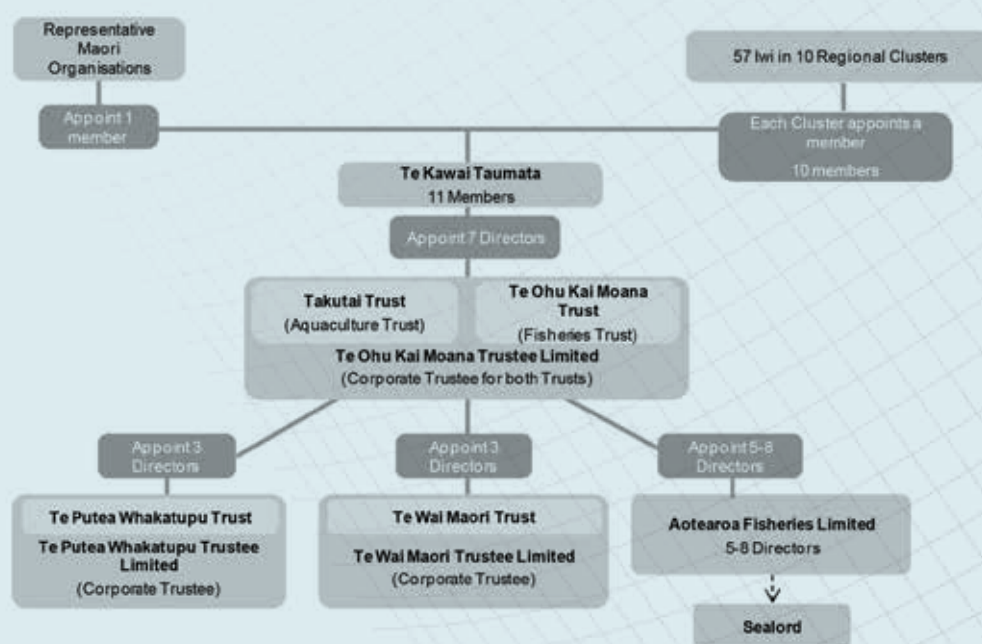 Representative
Maori
Organisations
57 Iwi in 10 Regional Clusters
Appoint 1
member
Each Cluster appoints a
member
10 members
Te Kawai Taumata
11 Members
Appoint 7 Directors
Takutai Trust
(Aquaculture Trust)
Te Ohu Kai Moana
Trust
(Fisheries Trust)
Te Ohu Kai Moana Trustee Limited
(Corporate Trustee for both Trusts)
Appoint 3
Directors
Appoint 3
Directors
Appoint 5-8
Directors
Te Putea Whakatupu Trust
Te Putea Whakatupu Trustee
Limited
(Corporate Trustee)
Te Wai Maori Trust
Te Wai Maori Trustee Limited
(Corporate Trustee)
Aotearoa Fisheries Limited
5-8 Directors
Sealord